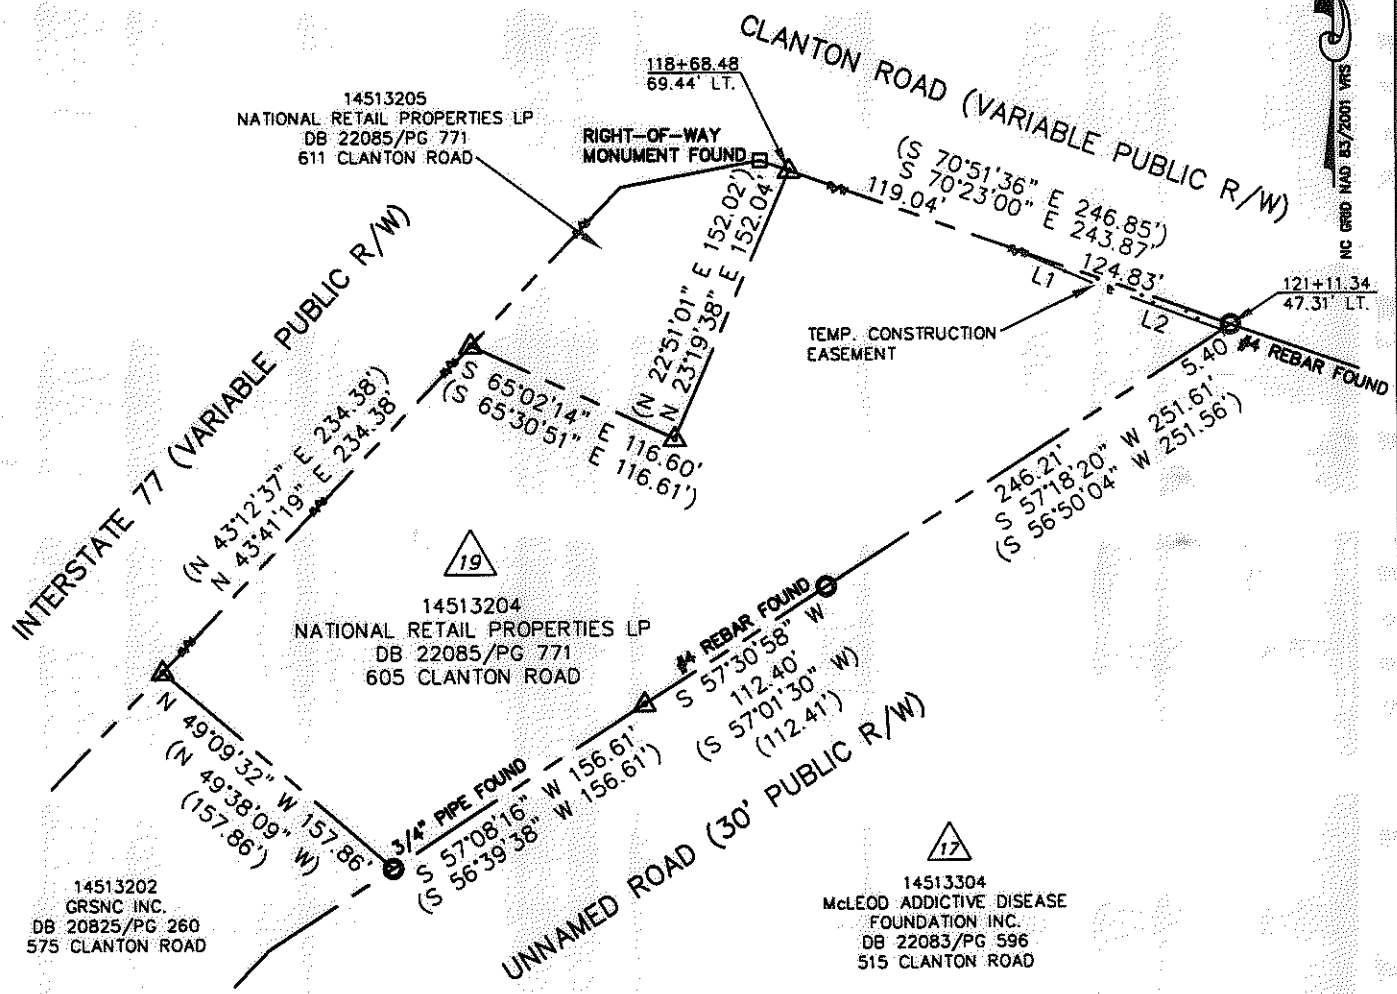 CLANTON ROAD (VARIABLE PUBLIC R/W)
NC GRID NAD 83/2001 VRS
118+68.48
69.44' LT.
14513205
NATIONAL RETAIL PROPERTIES LP
DB 22085/PG 771
611 CLANTON ROAD
RIGHT-OF-WAY
MONUMENT FOUND
(S 70°51'36" E 246.85')
S 70°23'00" E 243.87'
119.04'
124.83'
L1
L2
121+11.34
47.31' LT.
#4 REBAR FOUND
TEMP. CONSTRUCTION
EASEMENT
(N 22°51'01" E 152.02')
N 23°19'38" E 152.04'
INTERSTATE 77 (VARIABLE PUBLIC R/W)
S 65°02'14" E 116.60'
(S 65°30'51" E 116.61')
(N 43°12'37" E 234.38')
N 43°41'19" E 234.38'
5.40'
246.21'
S 57°18'20" W 251.61'
(S 56°50'04" W 251.56')
19
14513204
NATIONAL RETAIL PROPERTIES LP
DB 22085/PG 771
605 CLANTON ROAD
#4 REBAR FOUND
S 57°30'58" W
112.40'
(S 57°01'30" W)
(112.41')
N 49°09'32" W 157.86'
(N 49°38'09" W)
(157.86')
3/4" PIPE FOUND
S 57°08'16" W 156.61'
(S 56°39'38" W 156.61')
UNNAMED ROAD (30' PUBLIC R/W)
14513202
GRSNC INC.
DB 20825/PG 260
575 CLANTON ROAD
17
14513304
McLEOD ADDICTIVE DISEASE
FOUNDATION INC.
DB 22083/PG 596
515 CLANTON ROAD